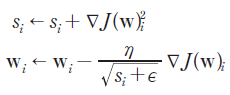 sᵢ ← sᵢ + ∇J(w)ᵢ²
wᵢ ← wᵢ − η/√(sᵢ+ϵ) ∇J(w)ᵢ